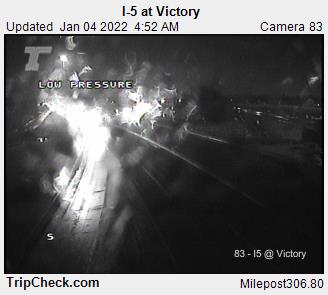 I-5 at Victory
Updated Jan 04 2022 4:52 AM Camera 83
T
LOW PRESSURE
S
83 - I5 @ Victory
TripCheck.com Milepost306.80